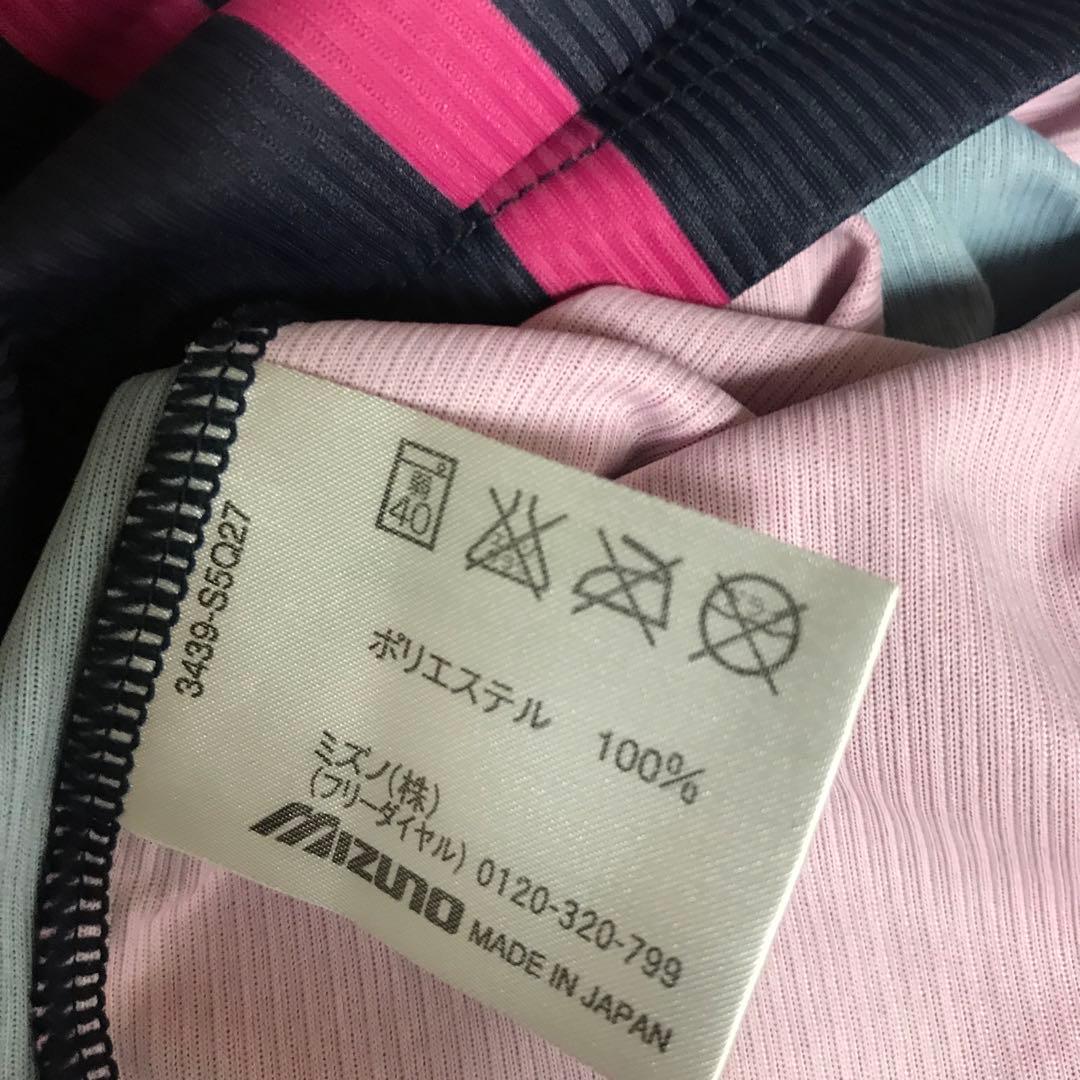 弱
40
ポリエステル 100%
ミズノ(株)
(フリーダイヤル) 0120-320-799
MIZUNO MADE IN JAPAN
3439-S5Q27